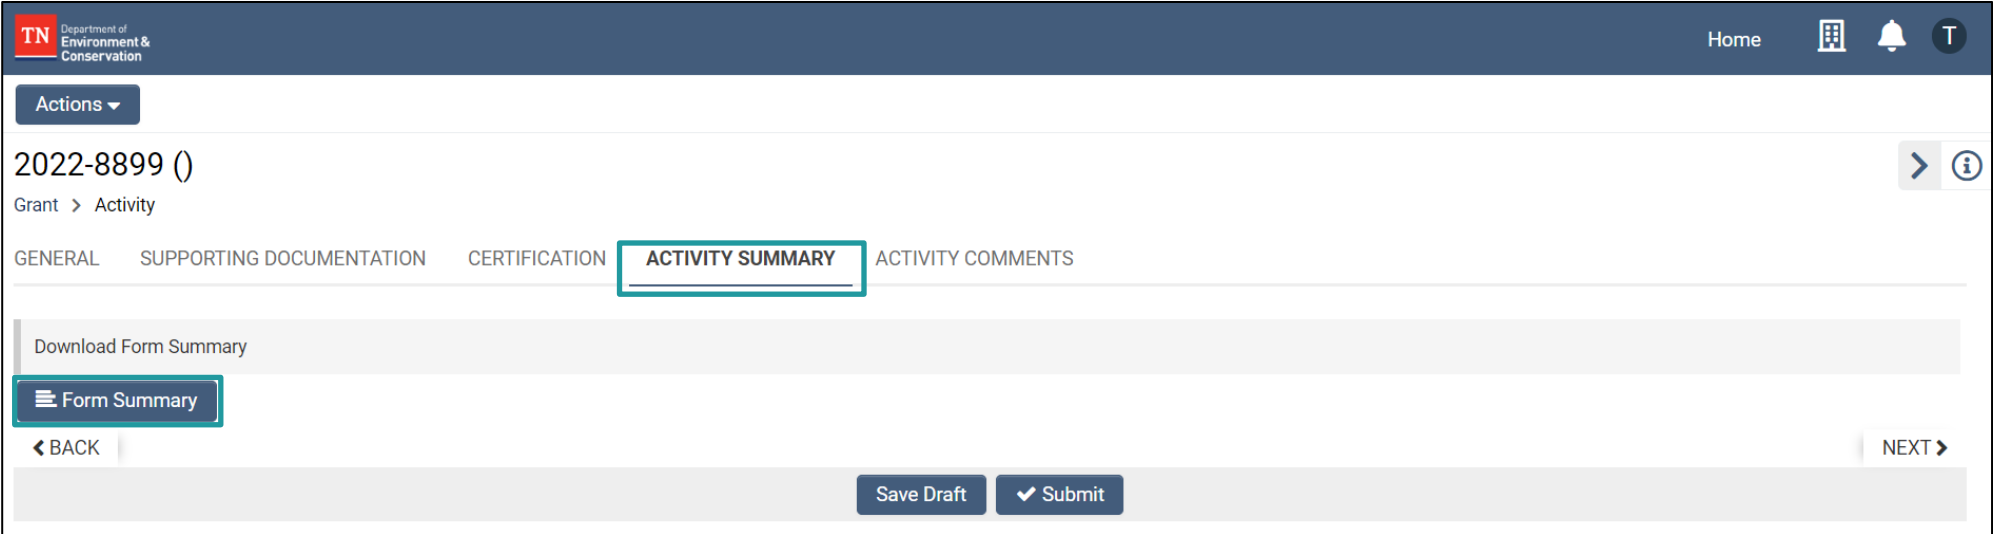 TN Department of
Environment &
Conservation
Home
T
Actions
2022-8899 ()
Grant > Activity
GENERAL SUPPORTING DOCUMENTATION CERTIFICATION ACTIVITY SUMMARY ACTIVITY COMMENTS
Download Form Summary
Form Summary
BACK NEXT
Save Draft Submit